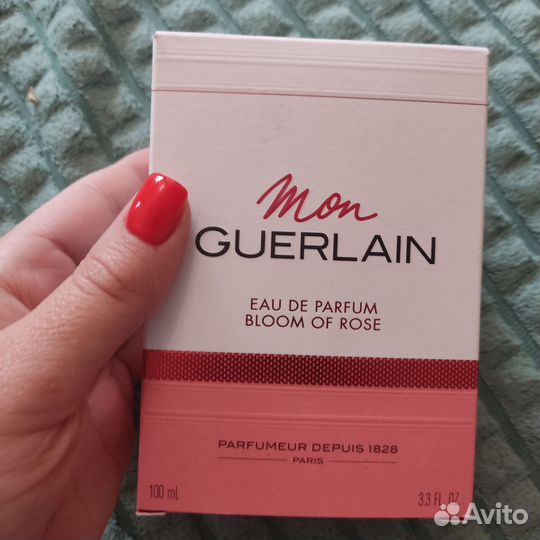 mon
GUERLAIN
EAU DE PARFUM
BLOOM OF ROSE
PARFUMEUR DEPUIS 1828
PARIS
100 mL 3.3 FL. OZ.
Avito